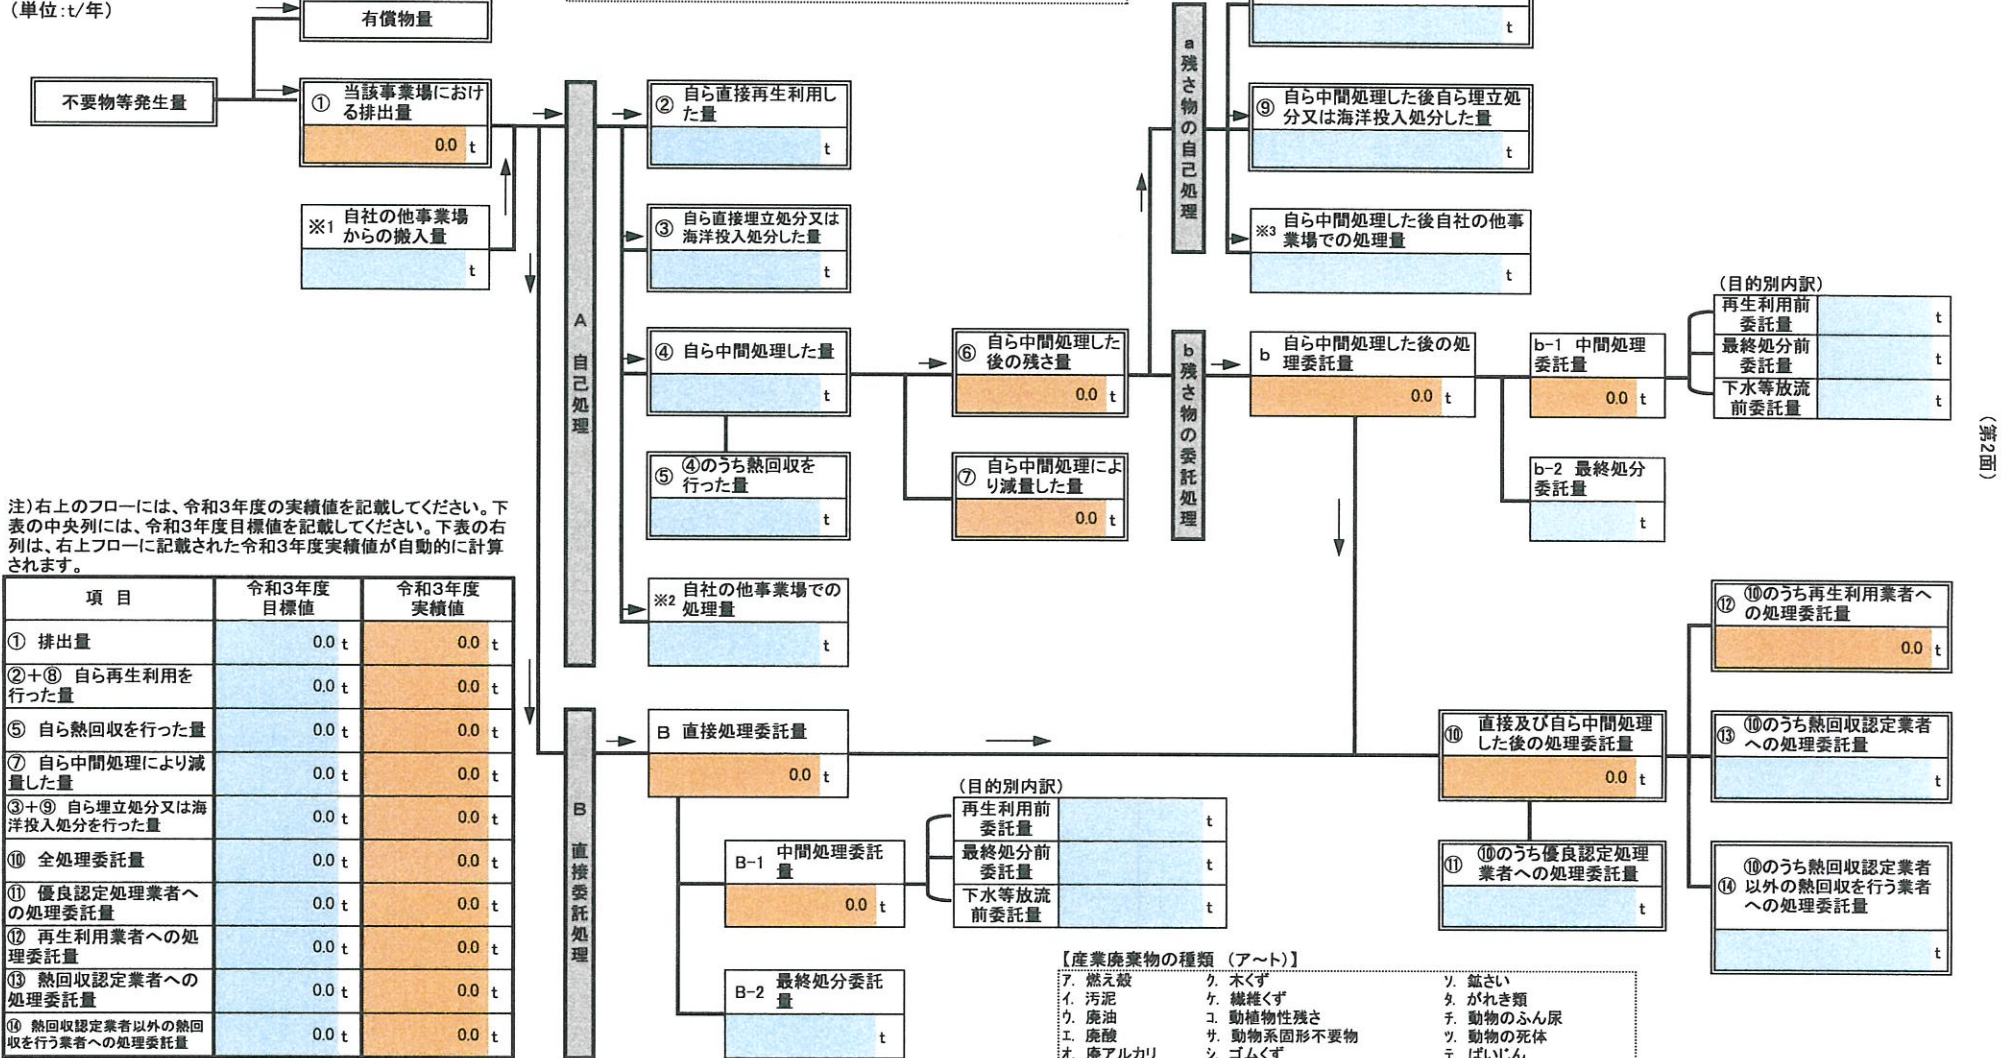 (単位:t/年)
有償物量
不要物等発生量
① 当該事業場におけ
る排出量
0.0 t
※1 自社の他事業場
からの搬入量
t
A 自己処理
② 自ら直接再生利用し
た量
t
③ 自ら直接埋立処分又は
海洋投入処分した量
t
④ 自ら中間処理した量
t
⑤ ④のうち熱回収を
行った量
t
※2 自社の他事業場での
処理量
t
⑥ 自ら中間処理した
後の残さ量
0.0 t
⑦ 自ら中間処理によ
り減量した量
0.0 t
a 残さ物の自己処理
t
⑨ 自ら中間処理した後自ら埋立処
分又は海洋投入処分した量
t
※3 自ら中間処理した後自社の他事
業場での処理量
t
b 残さ物の委託処理
b 自ら中間処理した後の処
理委託量
0.0 t
b-1 中間処理
委託量
0.0 t
b-2 最終処分
委託量
t
(目的別内訳)
再生利用前
委託量 t
最終処分前
委託量 t
下水等放流
前委託量 t
(第2面)
注)右上のフローには、令和3年度の実績値を記載してください。下
表の中央列には、令和3年度目標値を記載してください。下表の右
列は、右上フローに記載された令和3年度実績値が自動的に計算
されます。
項 目 令和3年度 令和3年度
目標値 実績値
① 排出量 0.0 t 0.0 t
②+⑧ 自ら再生利用を
行った量 0.0 t 0.0 t
⑤ 自ら熱回収を行った量 0.0 t 0.0 t
⑦ 自ら中間処理により減
量した量 0.0 t 0.0 t
③+⑨ 自ら埋立処分又は海
洋投入処分を行った量 0.0 t 0.0 t
⑩ 全処理委託量 0.0 t 0.0 t
⑪ 優良認定処理業者へ
の処理委託量 0.0 t 0.0 t
⑫ 再生利用業者への処
理委託量 0.0 t 0.0 t
⑬ 熱回収認定業者への
処理委託量 0.0 t 0.0 t
⑭ 熱回収認定業者以外の熱回
収を行う業者への処理委託量 0.0 t 0.0 t
B 直接委託処理
B 直接処理委託量
0.0 t
B-1 中間処理委託
量
0.0 t
B-2 最終処分委託
量
t
(目的別内訳)
再生利用前
委託量 t
最終処分前
委託量 t
下水等放流
前委託量 t
⑩ 直接及び自ら中間処理
した後の処理委託量
0.0 t
⑪ ⑩のうち優良認定処理
業者への処理委託量
t
⑫ ⑩のうち再生利用業者へ
の処理委託量
0.0 t
⑬ ⑩のうち熱回収認定業者
への処理委託量
t
⑭ ⑩のうち熱回収認定業者
以外の熱回収を行う業者
への処理委託量
t
【産業廃棄物の種類 (ア~ト)】
ア. 燃え殻 ク. 木くず ソ. 鉱さい
イ. 汚泥 ケ. 繊維くず タ. がれき類
ウ. 廃油 コ. 動植物性残さ チ. 動物のふん尿
エ. 廃酸 サ. 動物系固形不要物 ツ. 動物の死体
オ. 廃アルカリ シ. ゴムくず テ. ばいじん